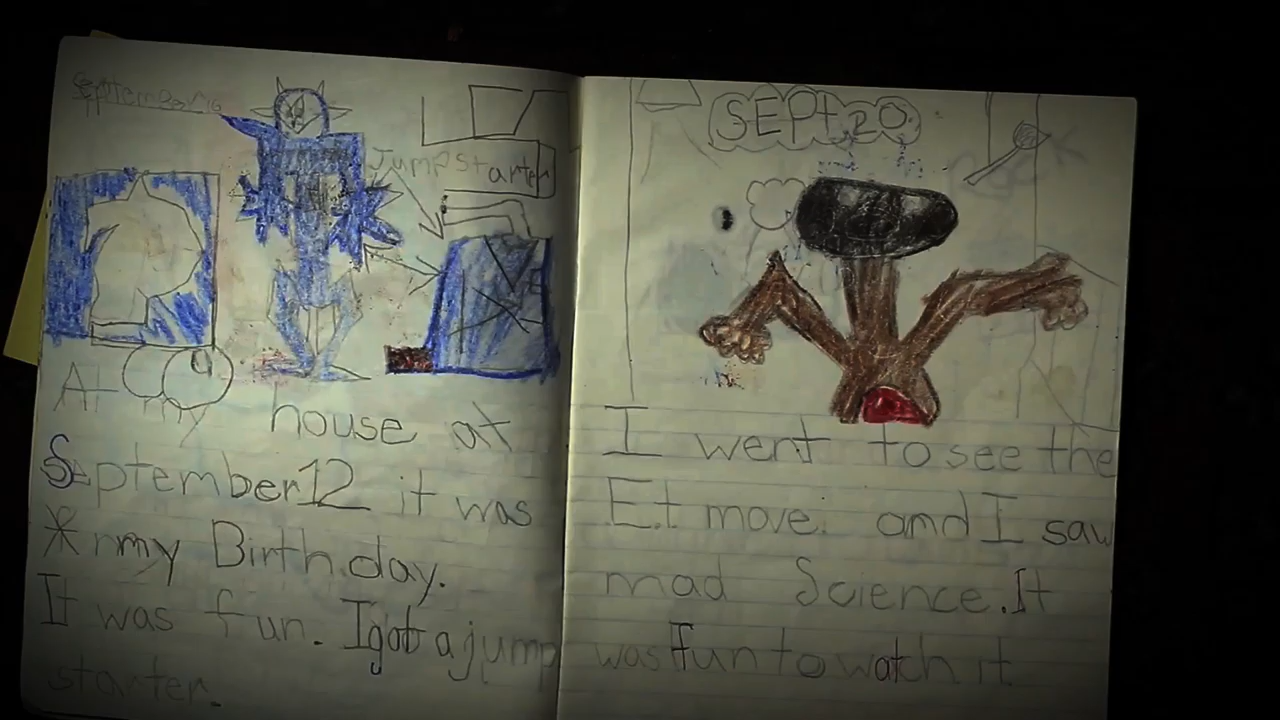 September 16
Jumpstarter
At my house at
September 12 it was
my Birthday.
It was fun. I got a jump
starter.
SEPT 20
I went to see the
E.t move. and I saw
mad Science. It
was fun to watch it